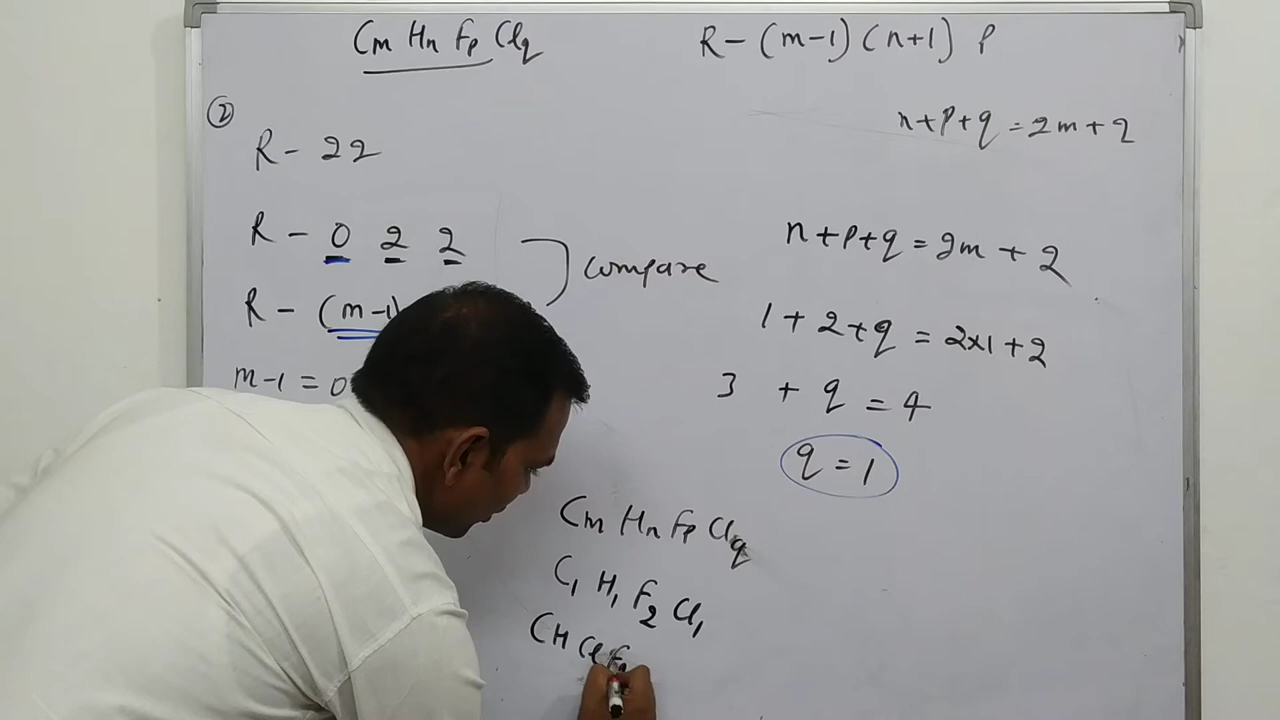 Cm Hn Fp Clq
R - (m-1) (n+1) P
n+p+q = 2m+2
②
R - 22
R - 0 2 2
compare
R - (m-1)
m-1 = 0
n+p+q = 2m + 2
1 + 2 + q = 2x1 + 2
3 + q = 4
q = 1
Cm Hn Fp Clq
C1 H1 F2 Cl1
CH Cl F2